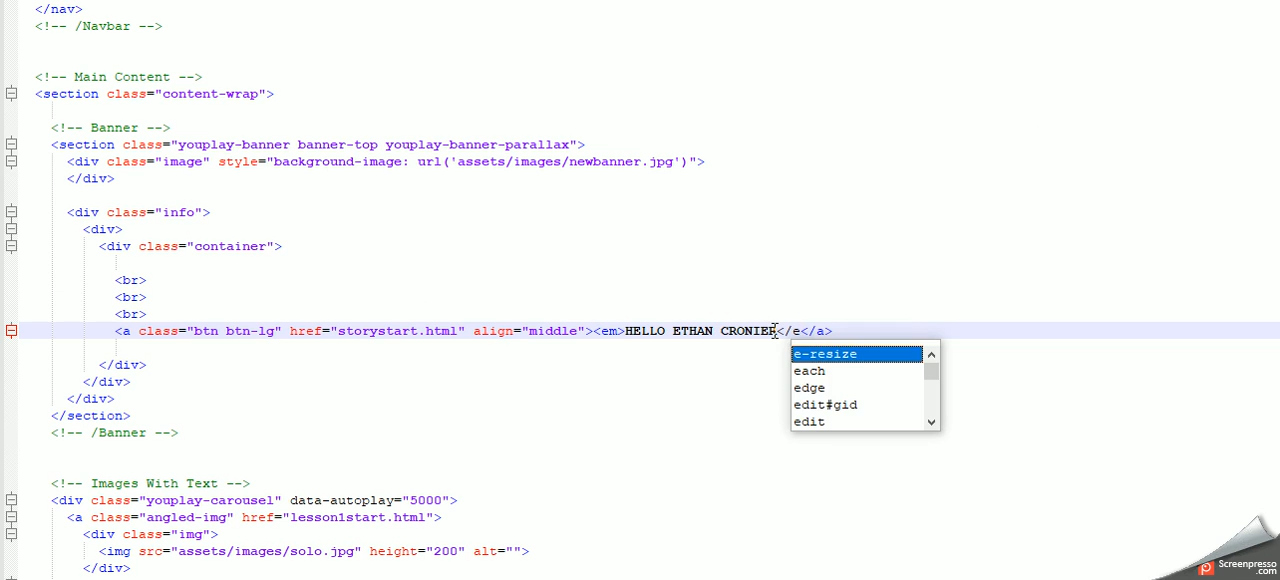 </nav>
<!-- /Navbar -->
<!-- Main Content -->
<section class="content-wrap">
<!-- Banner -->
<section class="youplay-banner banner-top youplay-banner-parallax">
<div class="image" style="background-image: url('assets/images/newbanner.jpg')">
</div>
<div class="info">
<div>
<div class="container">
<br>
<br>
<br>
<a class="btn btn-lg" href="storystart.html" align="middle"><em>HELLO ETHAN CRONIER</e</a>
e-resize
each
edge
edit#gid
edit
</div>
</div>
</div>
</section>
<!-- /Banner -->
<!-- Images With Text -->
<div class="youplay-carousel" data-autoplay="5000">
<a class="angled-img" href="lesson1start.html">
<div class="img">
<img src="assets/images/solo.jpg" height="200" alt="">
</div>
Screenpresso
.com